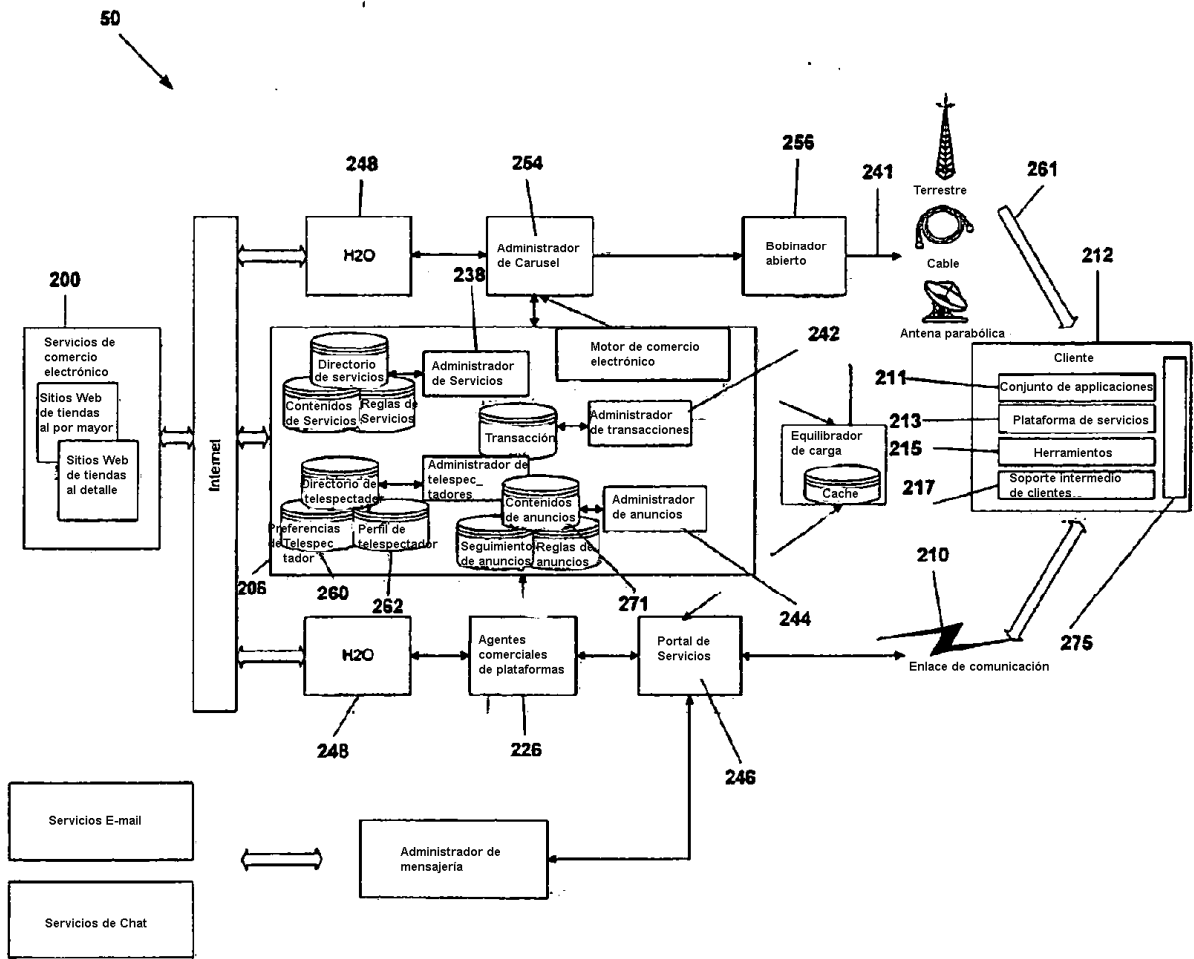 50
248
254
256
241
261
Terrestre
H2O
Administrador
de Carusel
Bobinador
abierto
Cable
Antena parabólica
200
238
242
212
Servicios de
comercio
electrónico
Sitios Web
de tiendas
al por mayor
Sitios Web
de tiendas
al detalle
Internet
Motor de comercio
electrónico
Directorio
de servicios
Administrador
de Servicios
Contenidos
de Servicios
Reglas de
Servicios
Transacción
Administrador
de transacciones
Directorio de
telespectador
Administrador de
telespec_
tadores
Preferencias
de Telespec
tador
Perfil de
telespectador
Contenidos
de anuncios
Administrador
de anuncios
Seguimiento
de anuncios
Reglas de
anuncios
Equilibrador
de carga
Cache
Cliente
211
Conjunto de applicaciones
213
Plataforma de servicios
215
Herramientos
217
Soporte intermedio
de clientes...
206
260
262
271
244
210
275
H2O
Agentes
comerciales
de plataformas
Portal de
Servicios
Enlace de comunicación
248
226
246
Servicios E-mail
Administrador de
mensajería
Servicios de Chat